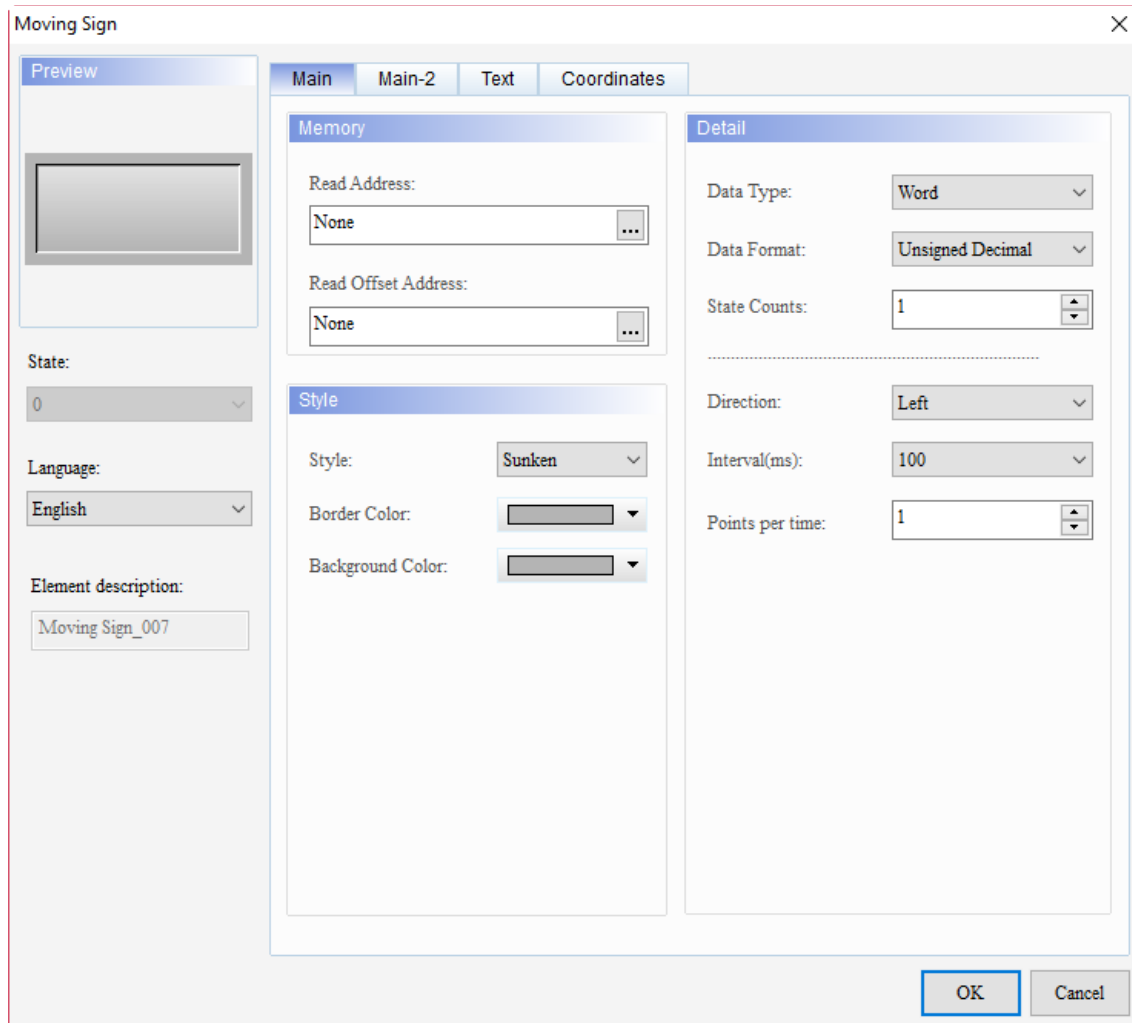 Moving Sign
Preview
State:
0
Language:
English
Element description:
Moving Sign_007
Main
Main-2
Text
Coordinates
Memory
Read Address:
None
...
Read Offset Address:
None
...
Style
Style:
Sunken
Border Color:
Background Color:
Detail
Data Type:
Word
Data Format:
Unsigned Decimal
State Counts:
1
Direction:
Left
Interval(ms):
100
Points per time:
1
OK
Cancel